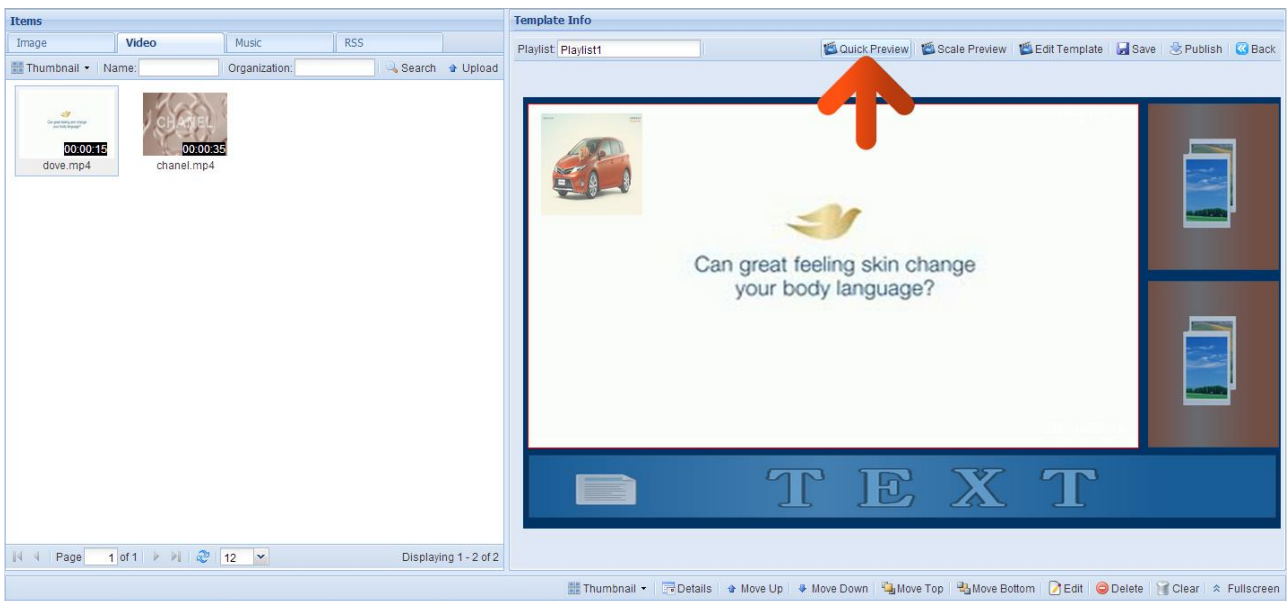 Items
Image Video Music RSS
Thumbnail Name: Organization: Search Upload
00:00:15
dove.mp4
CHANEL
00:00:35
chanel.mp4
Page 1 of 1 12 Displaying 1 - 2 of 2
Template Info
Playlist: Playlist1 Quick Preview Scale Preview Edit Template Save Publish Back
Can great feeling skin change
your body language?
TEXT
Thumbnail Details Move Up Move Down Move Top Move Bottom Edit Delete Clear Fullscreen